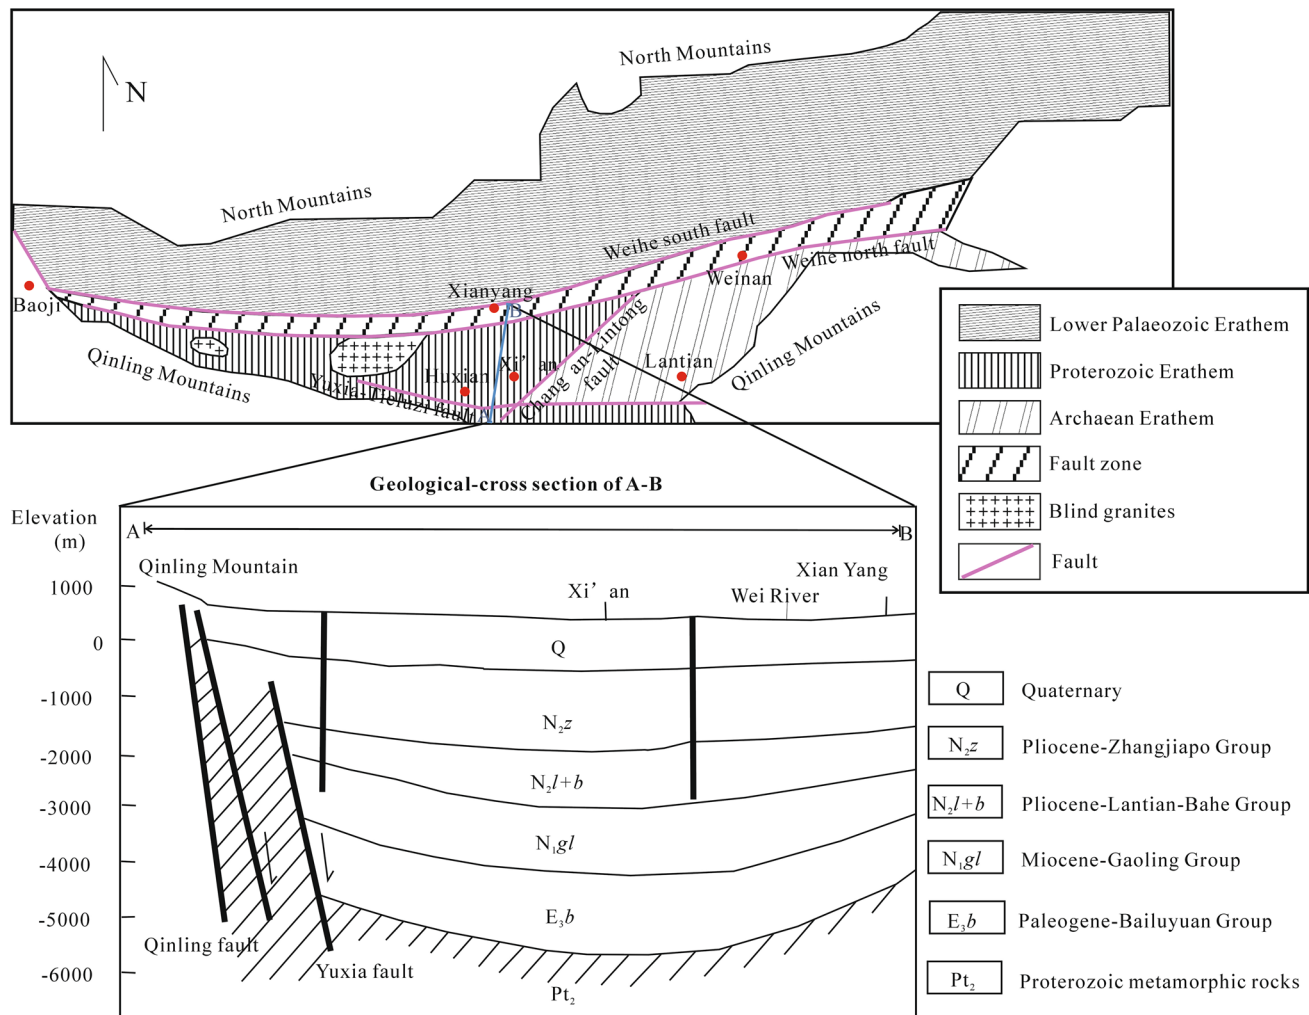 North Mountains
N
North Mountains
Weihe south fault
Weihe north fault
Weinan
Xianyang
B
Baoji
Qinling Mountains
Xi’ an
Huxian
Lantian
Chang’an-Lintong
fault
Yuxia-Tieluzi fault
A
Qinling Mountains
Lower Palaeozoic Erathem
Proterozoic Erathem
Archaean Erathem
Fault zone
Blind granites
Fault
Geological-cross section of A-B
Elevation
(m)
A
B
Qinling Mountain
Xi’ an
Wei River
Xian Yang
1000
0
-1000
-2000
-3000
-4000
-5000
-6000
Q
N₂z
N₂l+b
N₁gl
E₃b
Pt₂
Qinling fault
Yuxia fault
Q Quaternary
N₂z Pliocene-Zhangjiapo Group
N₂l+b Pliocene-Lantian-Bahe Group
N₁gl Miocene-Gaoling Group
E₃b Paleogene-Bailuyuan Group
Pt₂ Proterozoic metamorphic rocks